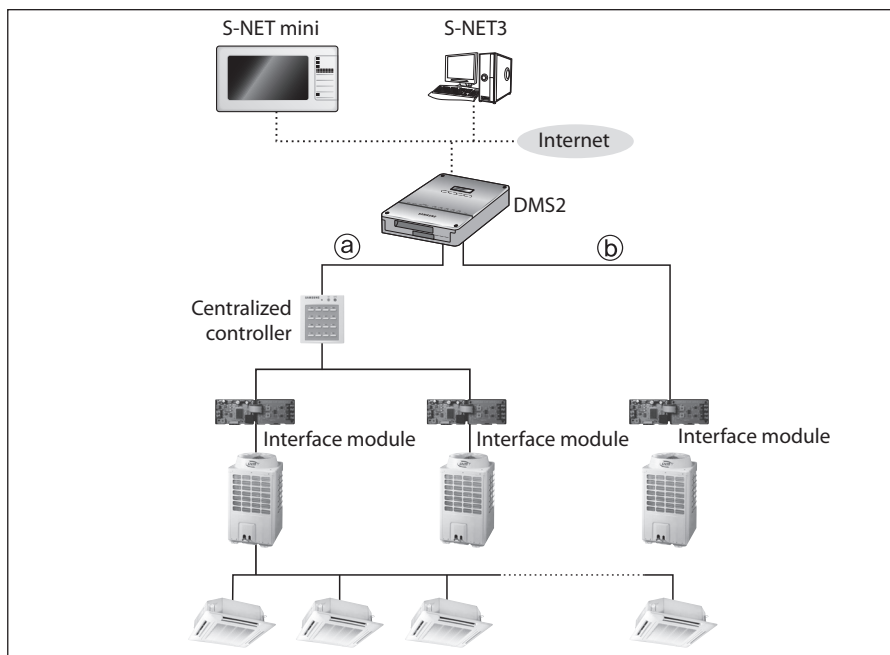 S-NET mini
S-NET3
Internet
DMS2
ⓐ
ⓑ
Centralized
controller
Interface module
Interface module
Interface module